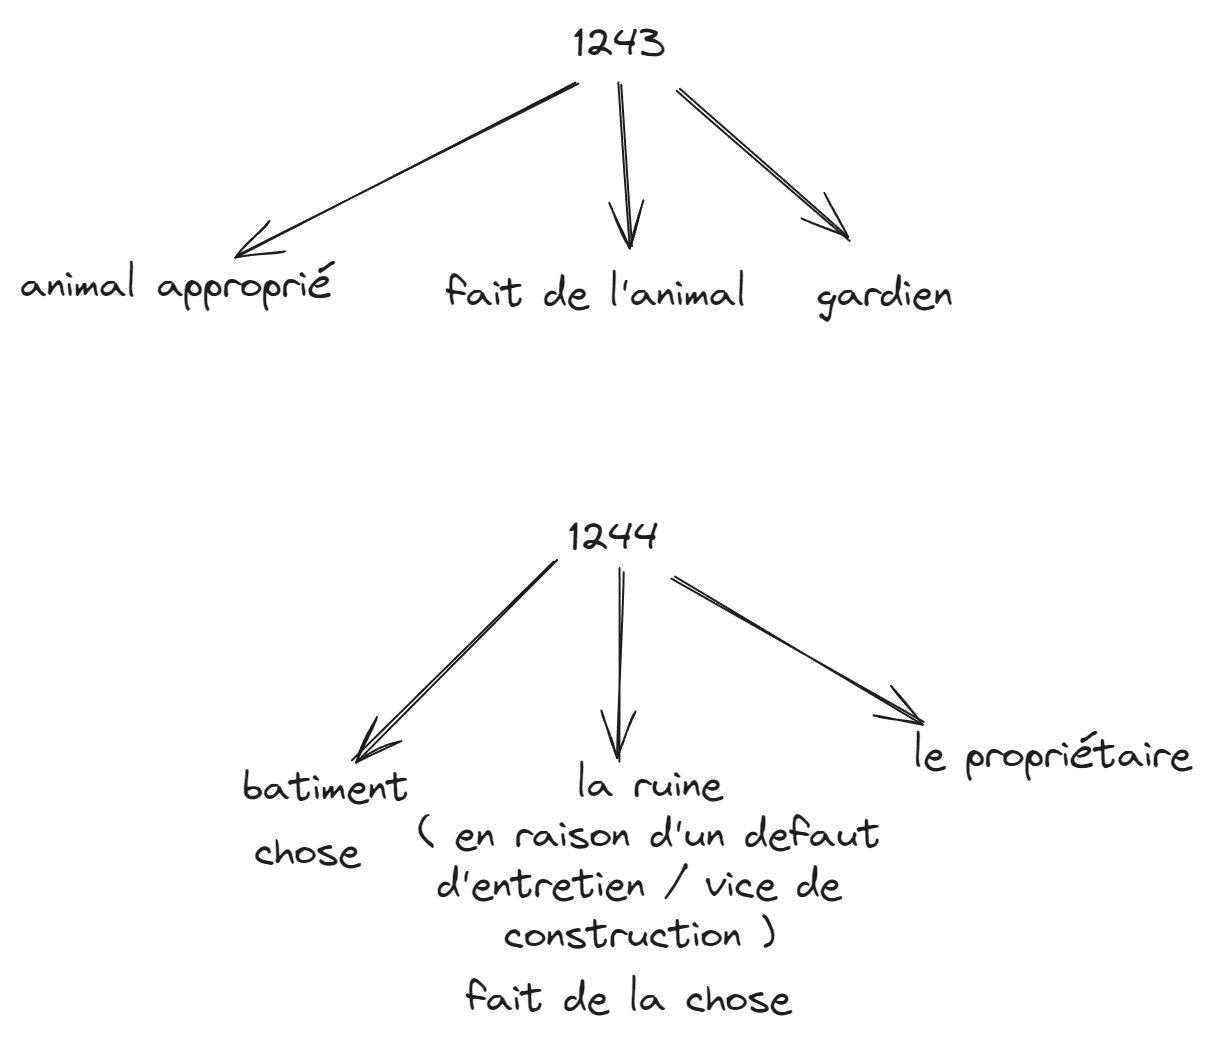 1243
animal approprié
fait de l'animal
gardien
1244
batiment
chose
la ruine
( en raison d'un defaut
d'entretien / vice de
construction )
fait de la chose
le propriétaire